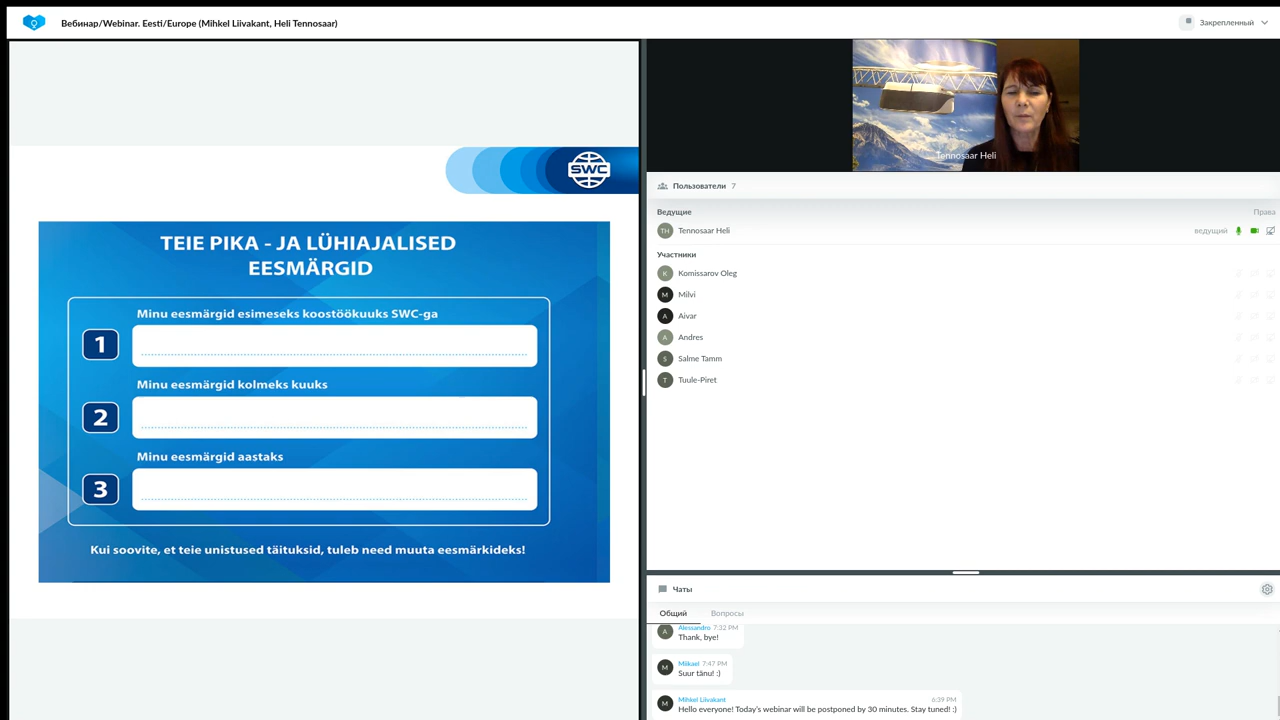 Вебинар/Webinar. Eesti/Europe (Mihkel Liivakant, Heli Tennosaar)
Закрепленный
SWC
TEIE PIKA - JA LÜHIAJALISED
EESMÄRGID
Minu eesmärgid esimeseks koostöökuuks SWC-ga
1
Minu eesmärgid kolmeks kuuks
2
Minu eesmärgid aastaks
3
Kui soovite, et teie unistused täituksid, tuleb need muuta eesmärkideks!
Tennosaar Heli
Пользователи 7
Ведущие Права
TH Tennosaar Heli ведущий
Участники
K Komissarov Oleg
M Milvi
A Aivar
A Andres
S Salme Tamm
T Tuule-Piret
Чаты
Общий Вопросы
A Alessandro 7:32 PM
Thank, bye!
M Miikael 7:47 PM
Suur tänu! :)
M Mihkel Liivakant 6:39 PM
Hello everyone! Today's webinar will be postponed by 30 minutes. Stay tuned! :)